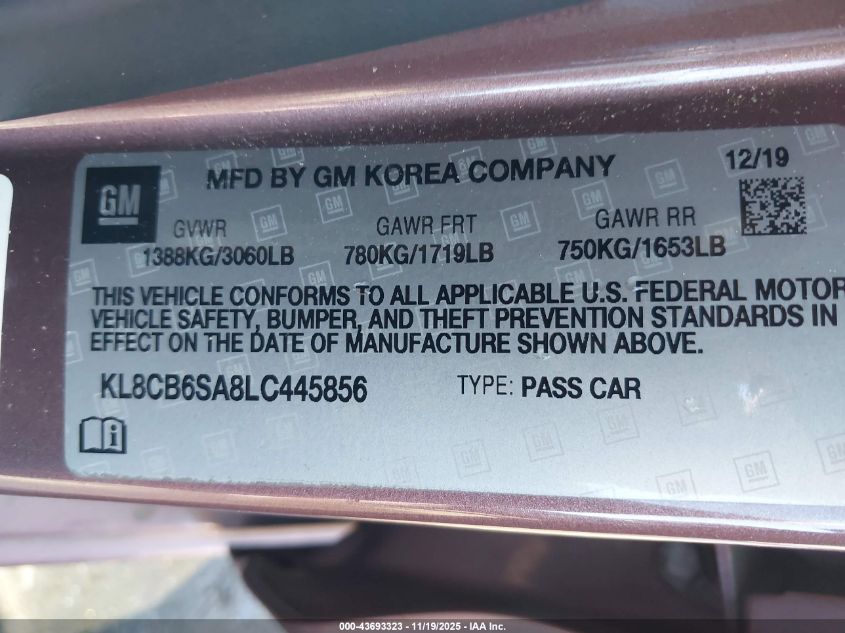 GM
MFD BY GM KOREA COMPANY
12/19
GVWR
GAWR FRT
GAWR RR
1388KG/3060LB
780KG/1719LB
750KG/1653LB
THIS VEHICLE CONFORMS TO ALL APPLICABLE U.S. FEDERAL MOTOR
VEHICLE SAFETY, BUMPER, AND THEFT PREVENTION STANDARDS IN
EFFECT ON THE DATE OF MANUFACTURE SHOWN ABOVE.
KL8CB6SA8LC445856
TYPE: PASS CAR
000-43693323 | 11/19/2025 - IAA Inc.